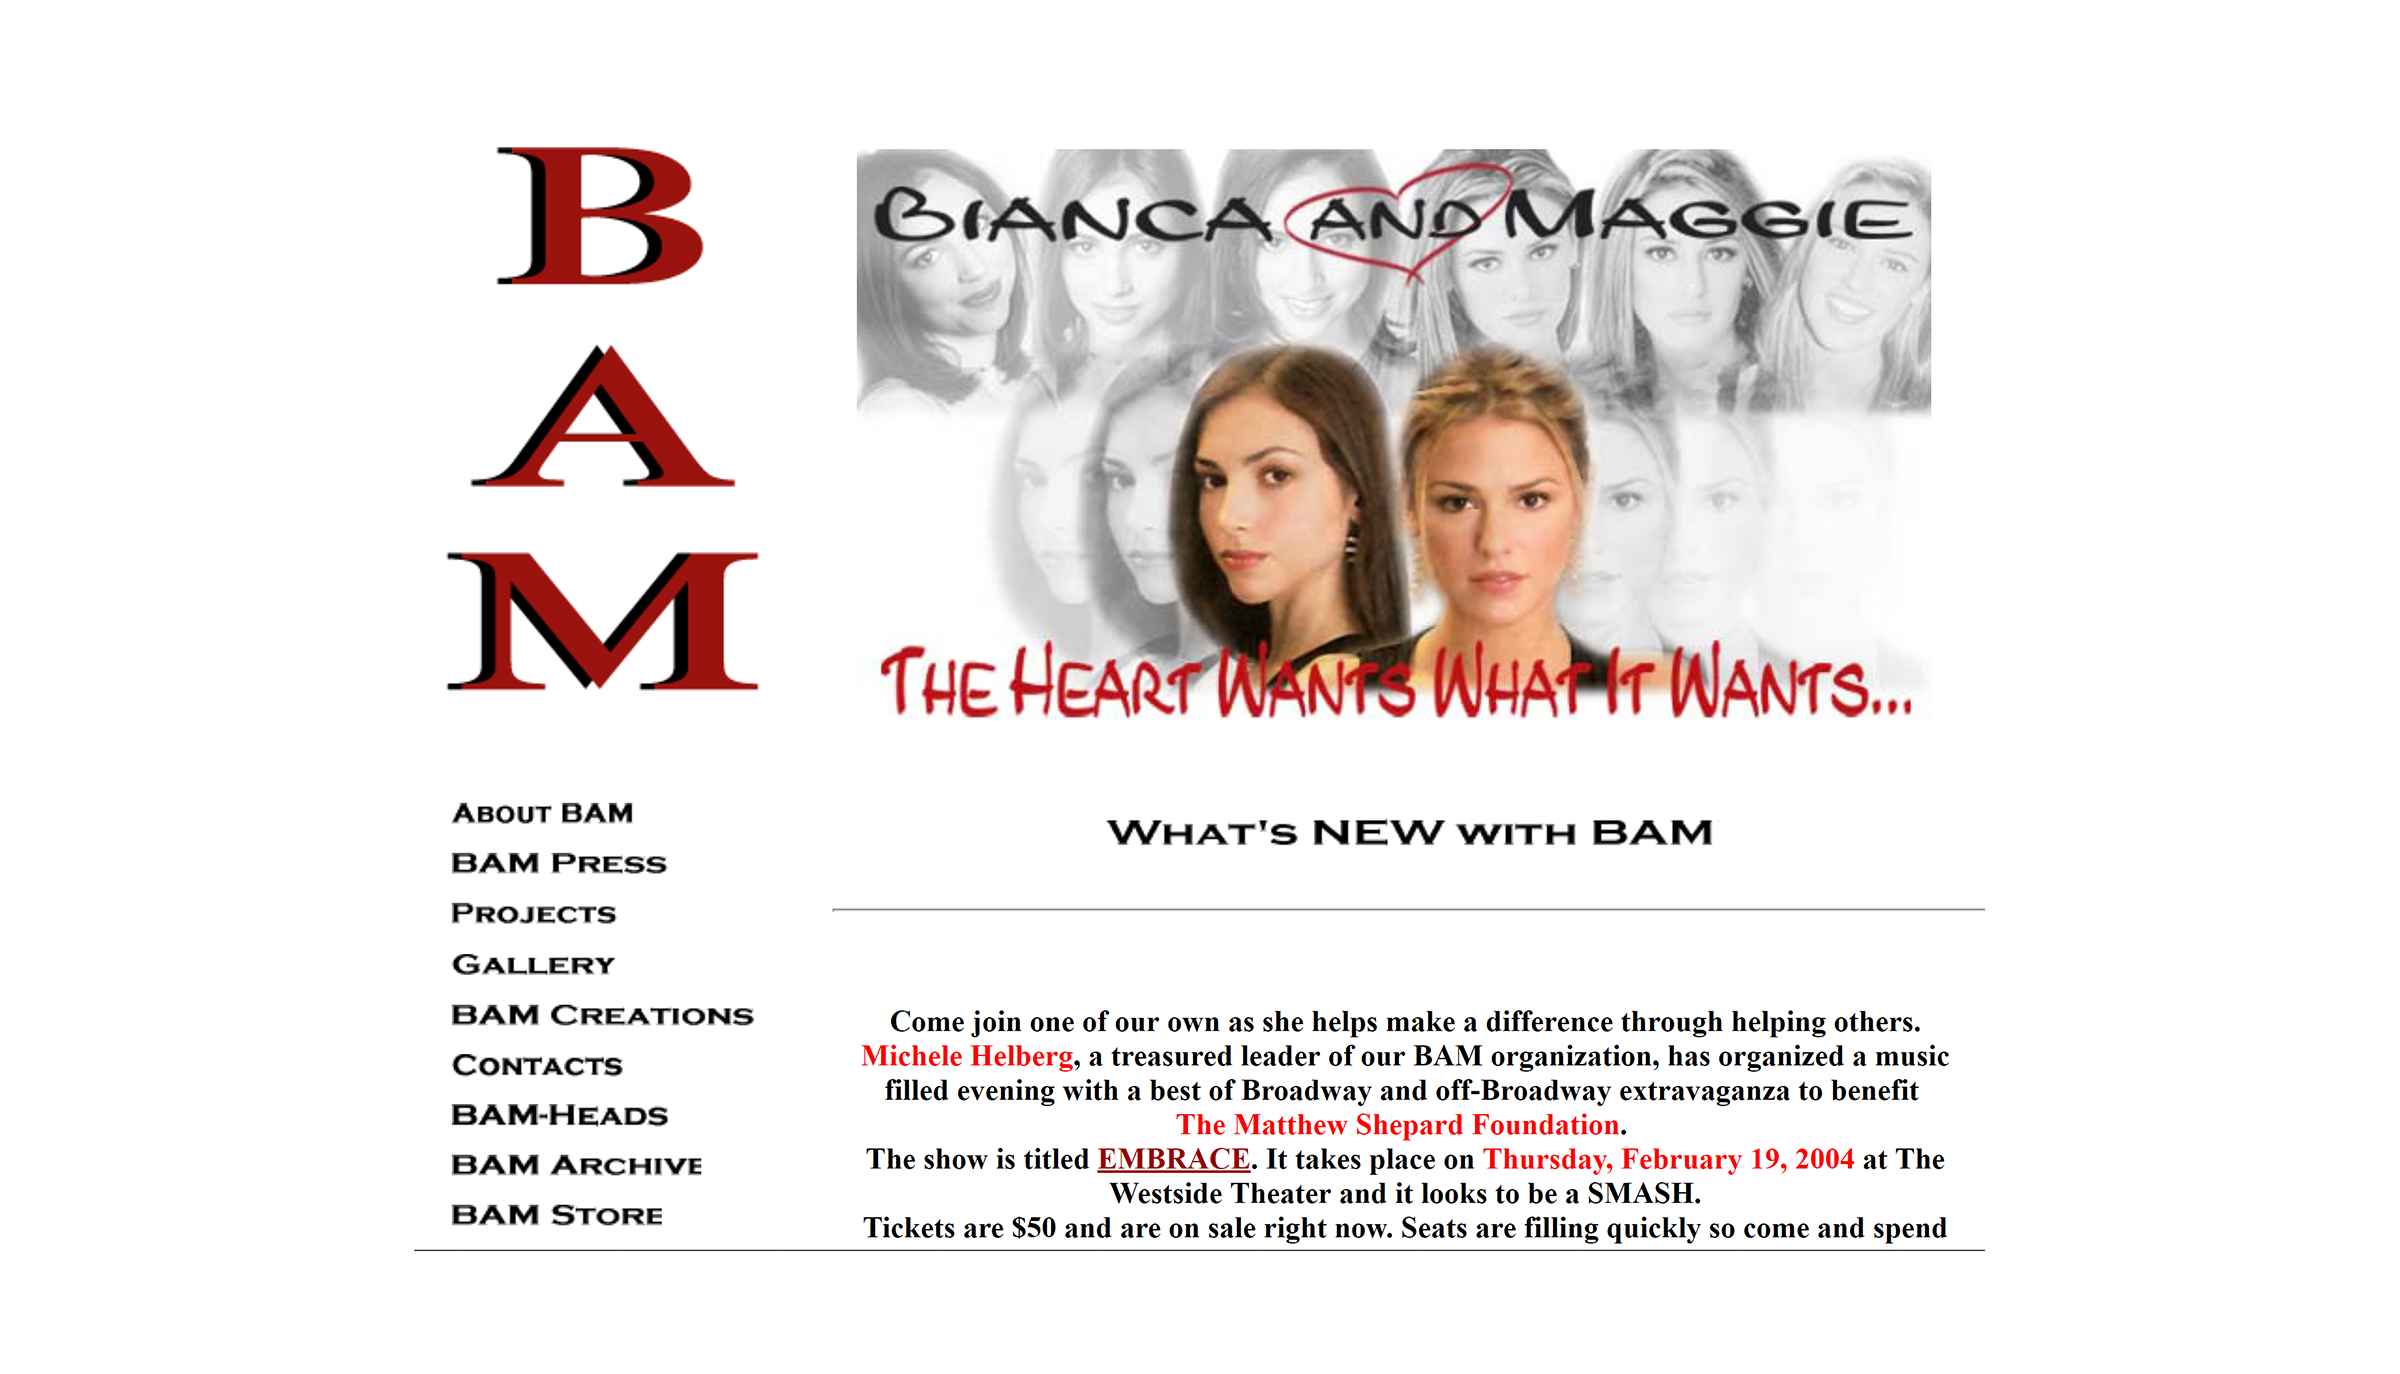 B
A
M
BIANCA AND MAGGIE
THE HEART WANTS WHAT IT WANTS...
ABOUT BAM
BAM PRESS
PROJECTS
GALLERY
BAM CREATIONS
CONTACTS
BAM-HEADS
BAM ARCHIVE
BAM STORE
WHAT'S NEW WITH BAM
Come join one of our own as she helps make a difference through helping others.
Michele Helberg, a treasured leader of our BAM organization, has organized a music
filled evening with a best of Broadway and off-Broadway extravaganza to benefit
The Matthew Shepard Foundation.
The show is titled EMBRACE. It takes place on Thursday, February 19, 2004 at The
Westside Theater and it looks to be a SMASH.
Tickets are $50 and are on sale right now. Seats are filling quickly so come and spend